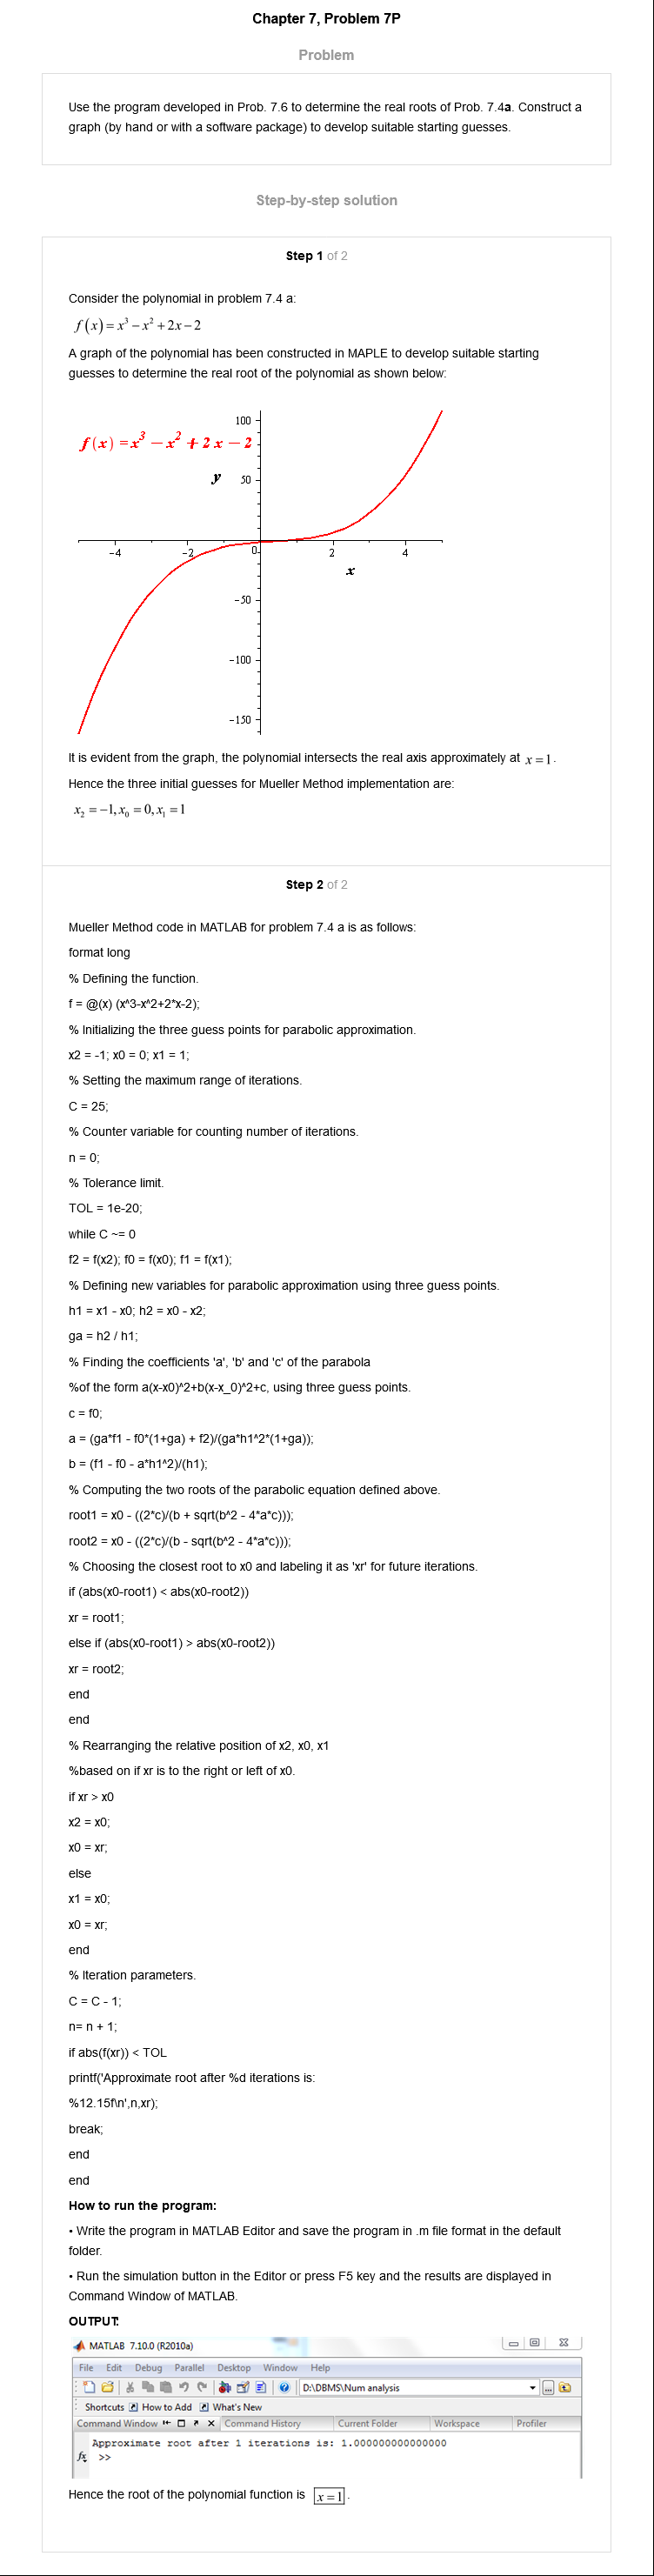 Chapter 7, Problem 7P
Problem
Use the program developed in Prob. 7.6 to determine the real roots of Prob. 7.4a. Construct a
graph (by hand or with a software package) to develop suitable starting guesses.
Step-by-step solution
Step 1 of 2
Consider the polynomial in problem 7.4 a:
f(x)=x³−x²+2x−2
A graph of the polynomial has been constructed in MAPLE to develop suitable starting
guesses to determine the real root of the polynomial as shown below:
100
f(x) =x³ −x² + 2 x − 2
y 50
-4 -2 0 2 4
x
-50
-100
-150
It is evident from the graph, the polynomial intersects the real axis approximately at x=1.
Hence the three initial guesses for Mueller Method implementation are:
x₂ = −1, x₀ = 0, x₁ = 1
Step 2 of 2
Mueller Method code in MATLAB for problem 7.4 a is as follows:
format long
% Defining the function.
f = @(x) (x^3-x^2+2*x-2);
% Initializing the three guess points for parabolic approximation.
x2 = -1; x0 = 0; x1 = 1;
% Setting the maximum range of iterations.
C = 25;
% Counter variable for counting number of iterations.
n = 0;
% Tolerance limit.
TOL = 1e-20;
while C ~= 0
f2 = f(x2); f0 = f(x0); f1 = f(x1);
% Defining new variables for parabolic approximation using three guess points.
h1 = x1 - x0; h2 = x0 - x2;
ga = h2 / h1;
% Finding the coefficients 'a', 'b' and 'c' of the parabola
%of the form a(x-x0)^2+b(x-x_0)^2+c, using three guess points.
c = f0;
a = (ga*f1 - f0*(1+ga) + f2)/(ga*h1^2*(1+ga));
b = (f1 - f0 - a*h1^2)/(h1);
% Computing the two roots of the parabolic equation defined above.
root1 = x0 - ((2*c)/(b + sqrt(b^2 - 4*a*c)));
root2 = x0 - ((2*c)/(b - sqrt(b^2 - 4*a*c)));
% Choosing the closest root to x0 and labeling it as 'xr' for future iterations.
if (abs(x0-root1) < abs(x0-root2))
xr = root1;
else if (abs(x0-root1) > abs(x0-root2))
xr = root2;
end
end
% Rearranging the relative position of x2, x0, x1
%based on if xr is to the right or left of x0.
if xr > x0
x2 = x0;
x0 = xr;
else
x1 = x0;
x0 = xr;
end
% Iteration parameters.
C = C - 1;
n= n + 1;
if abs(f(xr)) < TOL
printf('Approximate root after %d iterations is:
%12.15f\n',n,xr);
break;
end
end
How to run the program:
• Write the program in MATLAB Editor and save the program in .m file format in the default
folder.
• Run the simulation button in the Editor or press F5 key and the results are displayed in
Command Window of MATLAB.
OUTPUT:
MATLAB 7.10.0 (R2010a)
File Edit Debug Parallel Desktop Window Help
D:\DBMS\Num analysis
Shortcuts How to Add What's New
Command Window Command History Current Folder Workspace Profiler
Approximate root after 1 iterations is: 1.000000000000000
fx >>
Hence the root of the polynomial function is x=1.